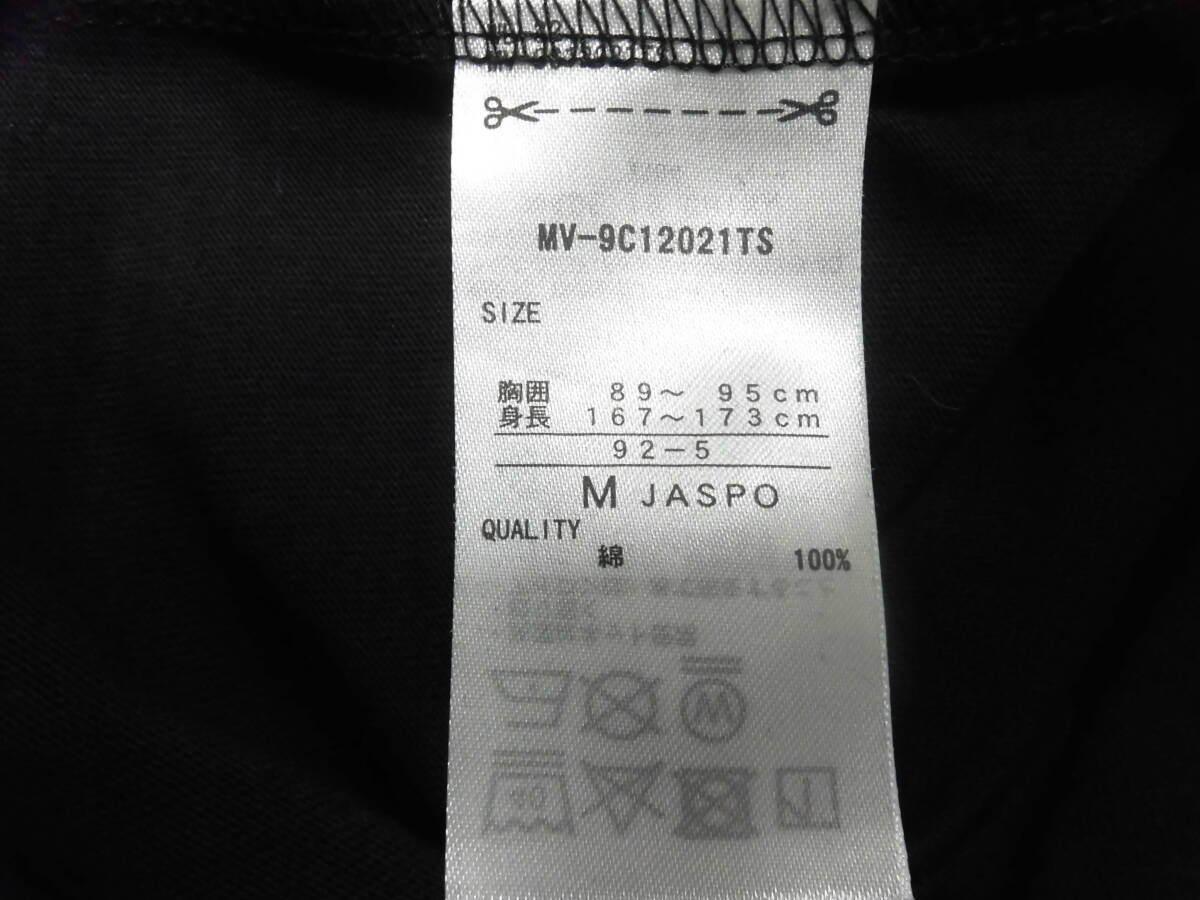 MV-9C12021TS
SIZE
胸囲 89〜 95cm
身長 167〜173cm
92-5
M JASPO
QUALITY
綿 100%